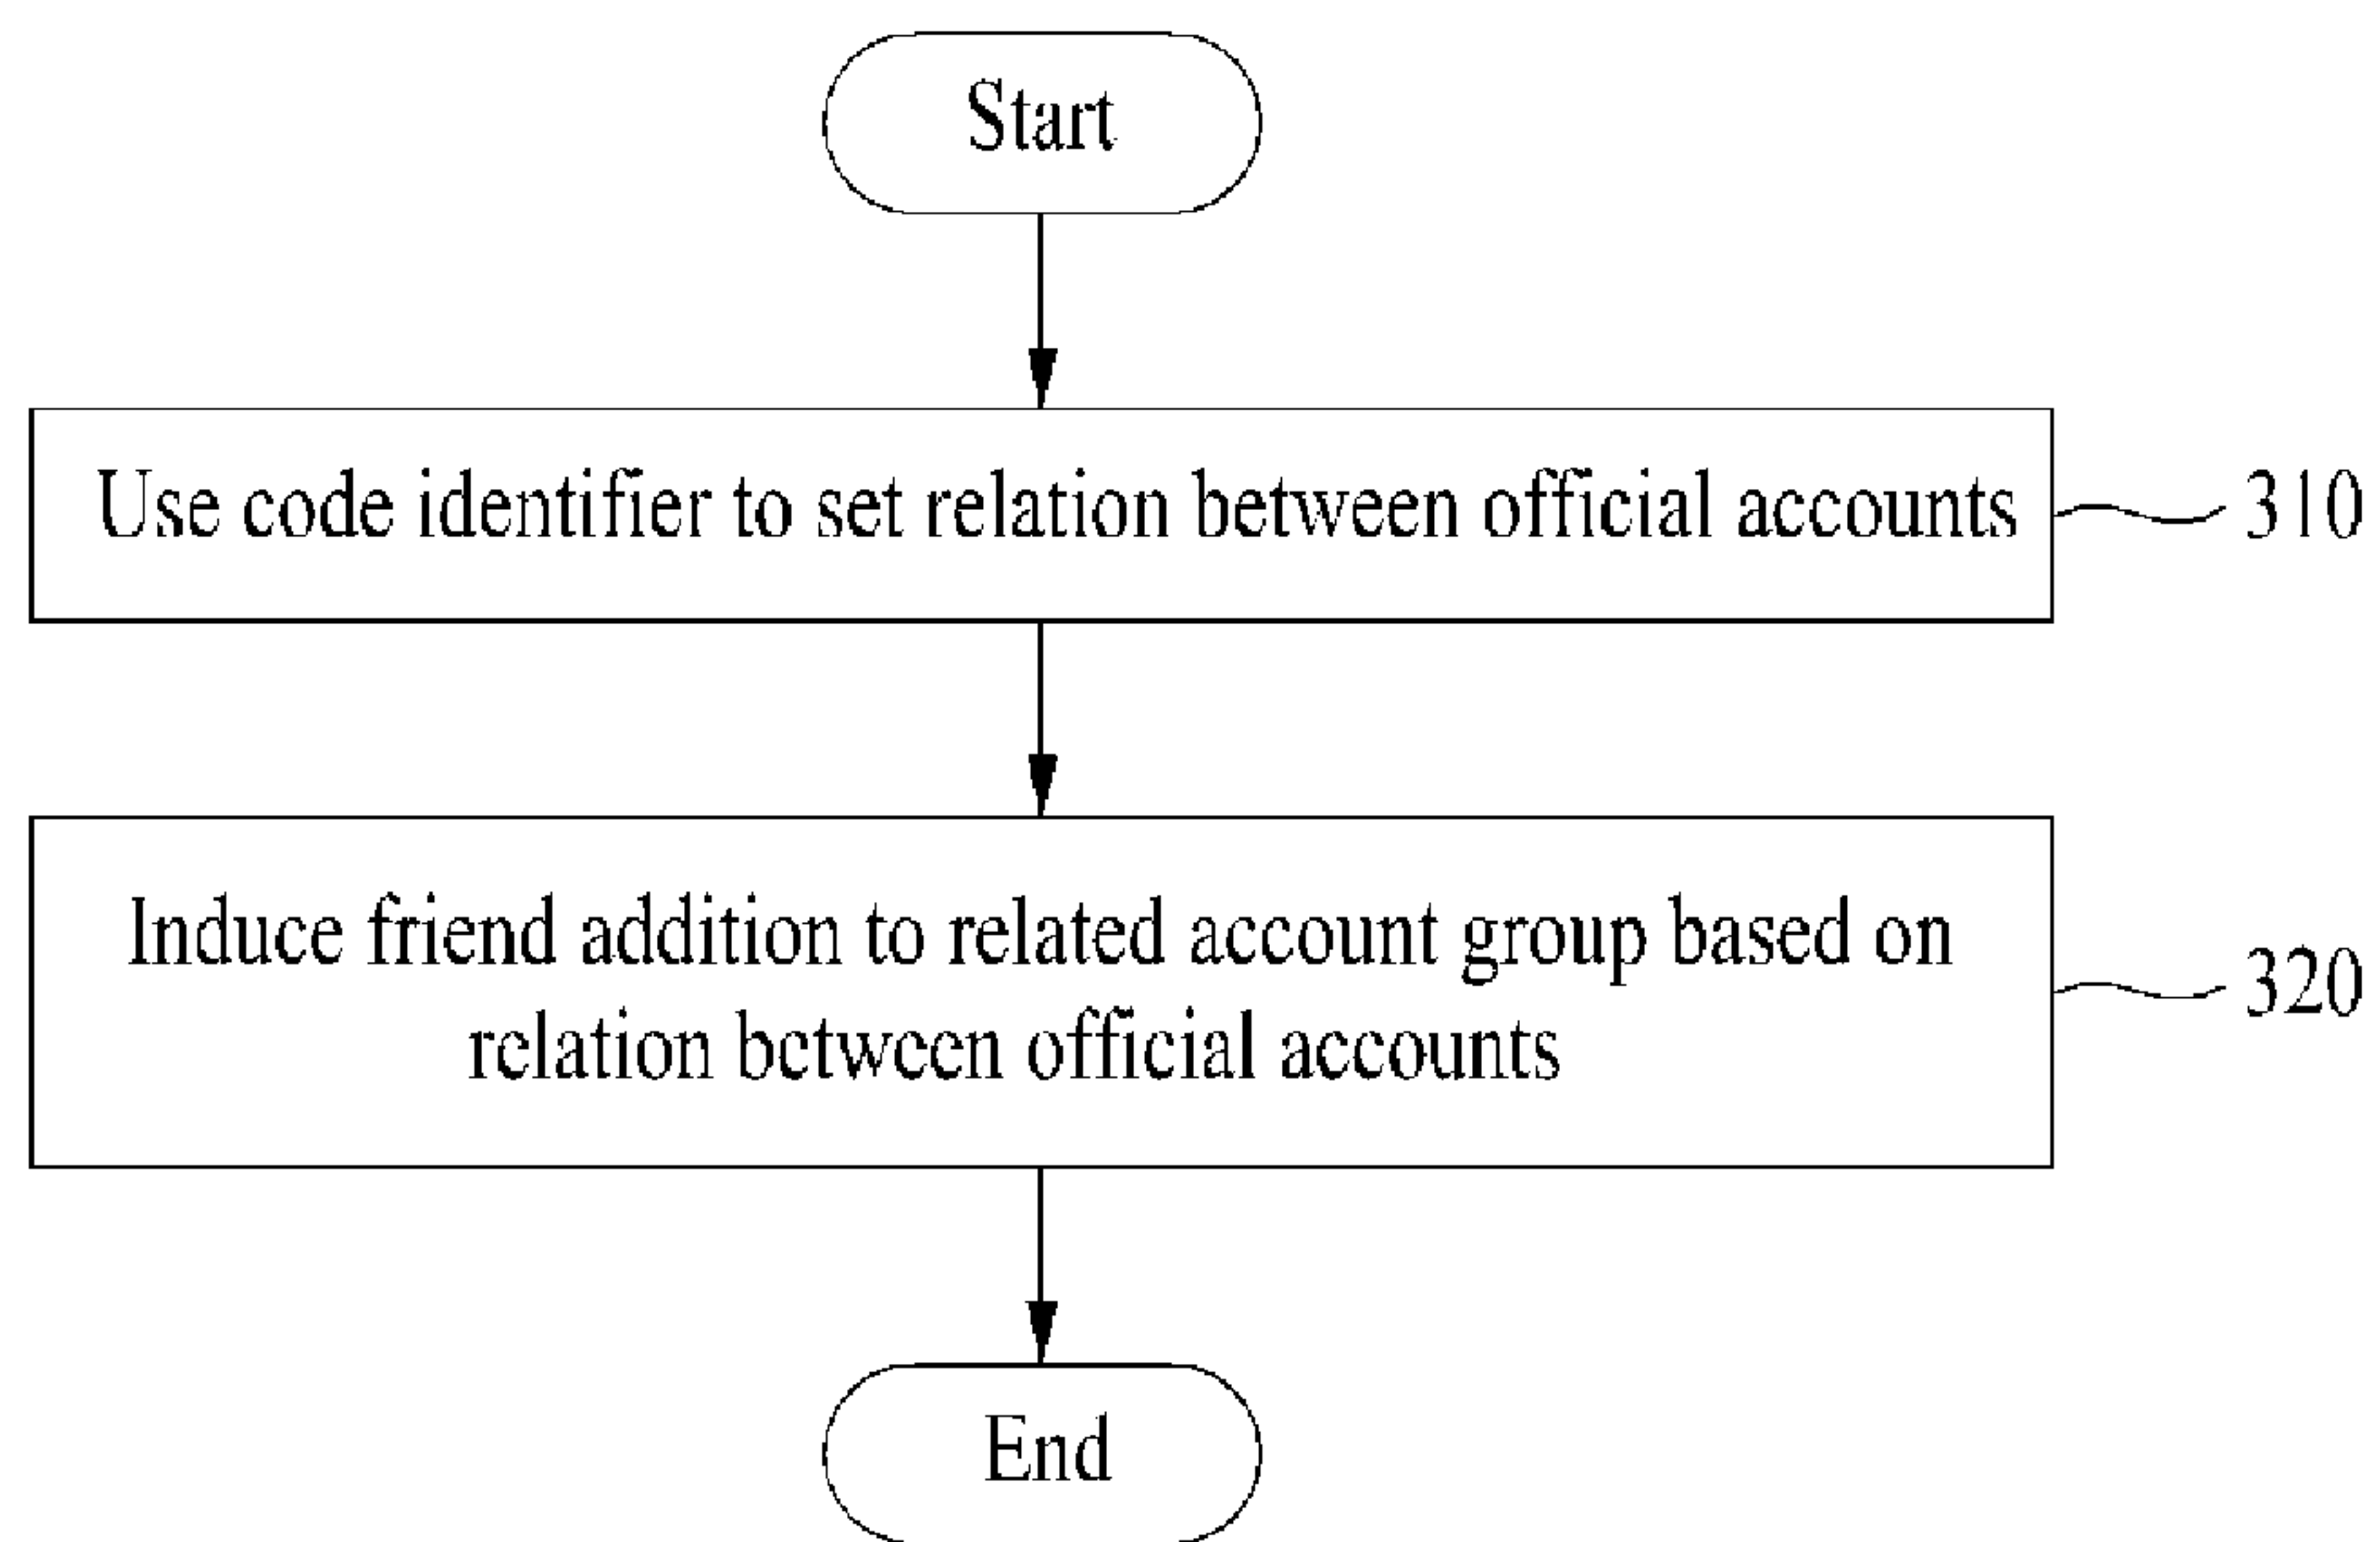 Start
Use code identifier to set relation between official accounts
310
Induce friend addition to related account group based on
relation between official accounts
320
End